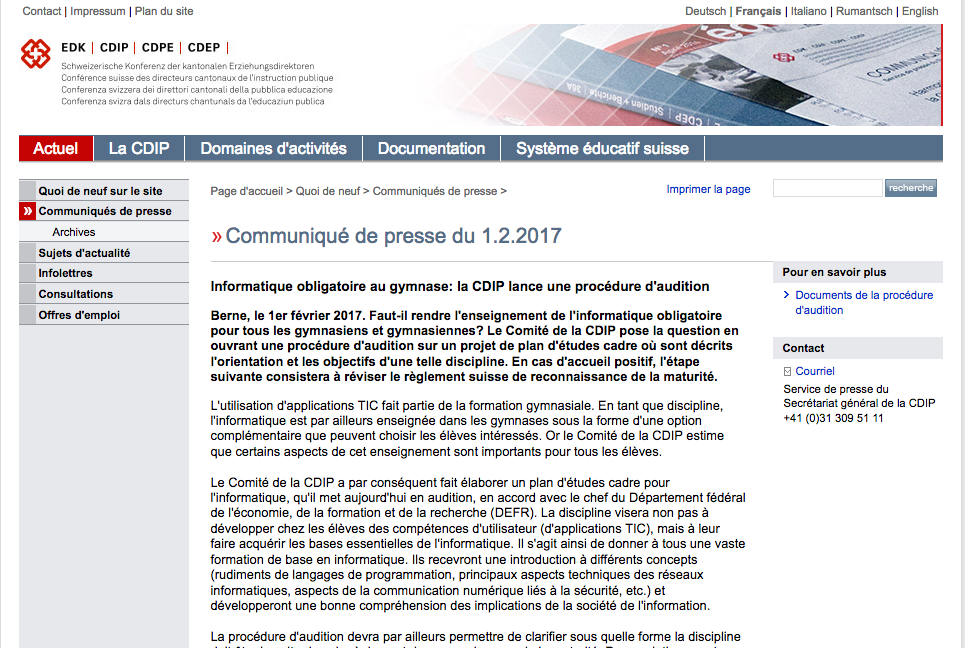 Contact | Impressum | Plan du site
Deutsch | Français | Italiano | Rumantsch | English
EDK | CDIP | CDPE | CDEP |
Schweizerische Konferenz der kantonalen Erziehungsdirektoren
Conférence suisse des directeurs cantonaux de l'instruction publique
Conferenza svizzera dei direttori cantonali della pubblica educazione
Conferenza svizra dals directurs chantunals da l'educaziun publica
Actuel
La CDIP
Domaines d'activités
Documentation
Système éducatif suisse
Quoi de neuf sur le site
Communiqués de presse
Archives
Sujets d'actualité
Infolettres
Consultations
Offres d'emploi
Page d'accueil > Quoi de neuf > Communiqués de presse >
Imprimer la page
recherche
» Communiqué de presse du 1.2.2017
Informatique obligatoire au gymnase: la CDIP lance une procédure d'audition
Berne, le 1er février 2017. Faut-il rendre l'enseignement de l'informatique obligatoire
pour tous les gymnasiens et gymnasiennes? Le Comité de la CDIP pose la question en
ouvrant une procédure d'audition sur un projet de plan d'études cadre où sont décrits
l'orientation et les objectifs d'une telle discipline. En cas d'accueil positif, l'étape
suivante consistera à réviser le règlement suisse de reconnaissance de la maturité.
L'utilisation d'applications TIC fait partie de la formation gymnasiale. En tant que discipline,
l'informatique est par ailleurs enseignée dans les gymnases sous la forme d'une option
complémentaire que peuvent choisir les élèves intéressés. Or le Comité de la CDIP estime
que certains aspects de cet enseignement sont importants pour tous les élèves.
Le Comité de la CDIP a par conséquent fait élaborer un plan d'études cadre pour
l'informatique, qu'il met aujourd'hui en audition, en accord avec le chef du Département fédéral
de l'économie, de la formation et de la recherche (DEFR). La discipline visera non pas à
développer chez les élèves des compétences d'utilisateur (d'applications TIC), mais à leur
faire acquérir les bases essentielles de l'informatique. Il s'agit ainsi de donner à tous une vaste
formation de base en informatique. Ils recevront une introduction à différents concepts
(rudiments de langages de programmation, principaux aspects techniques des réseaux
informatiques, aspects de la communication numérique liés à la sécurité, etc.) et
développeront une bonne compréhension des implications de la société de l'information.
La procédure d'audition devra par ailleurs permettre de clarifier sous quelle forme la discipline
Pour en savoir plus
Documents de la procédure
d'audition
Contact
Courriel
Service de presse du
Secrétariat général de la CDIP
+41 (0)31 309 51 11